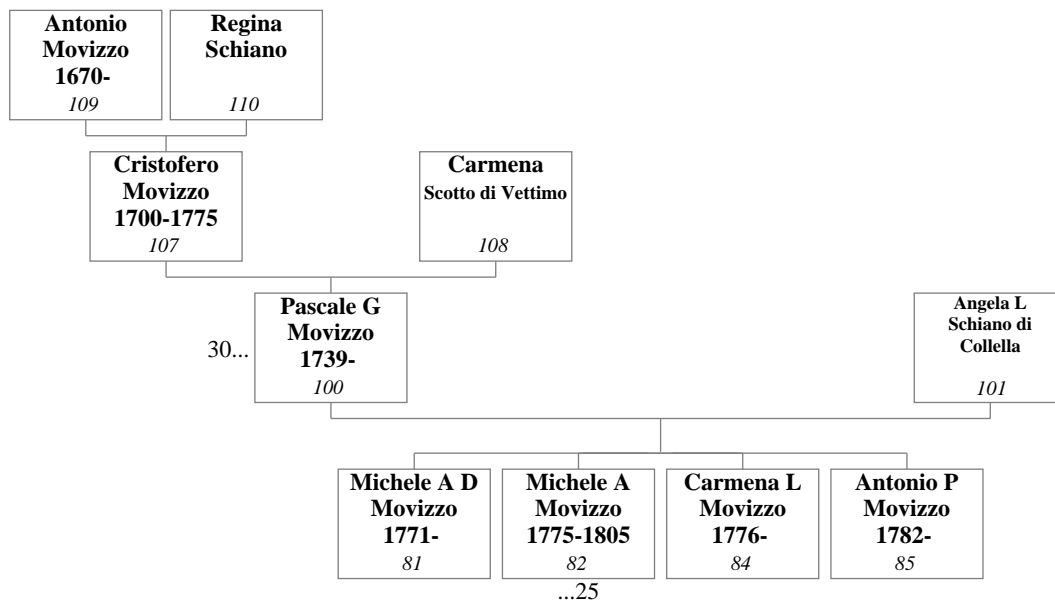 Antonio
Movizzo
1670-
109
Regina
Schiano
110
Cristofero
Movizzo
1700-1775
107
Carmena
Scotto di Vettimo
108
30...
Pascale G
Movizzo
1739-
100
Angela L
Schiano di
Collella
101
Michele A D
Movizzo
1771-
81
Michele A
Movizzo
1775-1805
82
Carmena L
Movizzo
1776-
84
Antonio P
Movizzo
1782-
85
...25